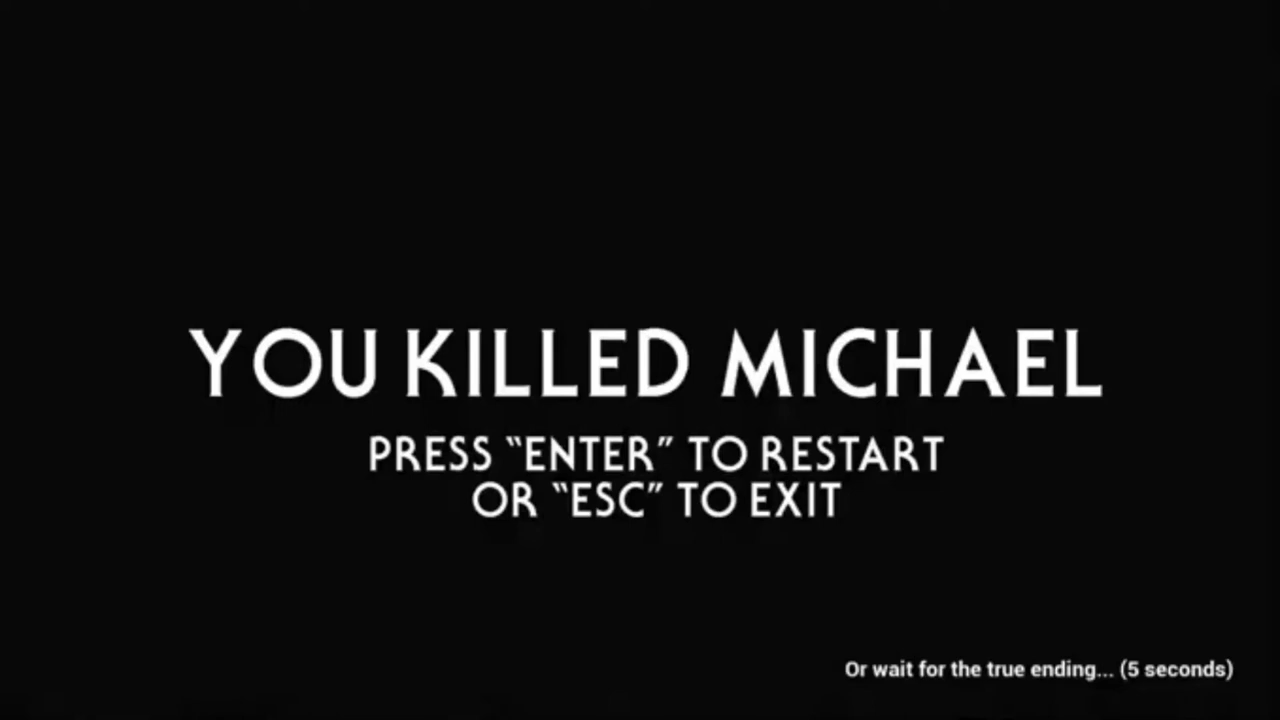 YOU KILLED MICHAEL
PRESS “ENTER” TO RESTART
OR “ESC” TO EXIT
Or wait for the true ending... (5 seconds)